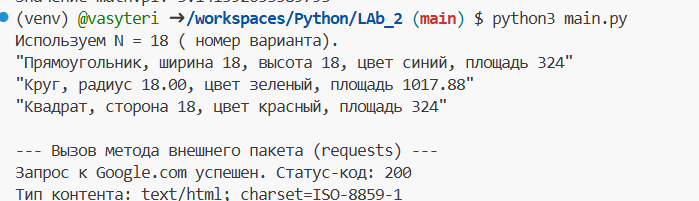 (venv) @vasyteri ➜/workspaces/Python/LAb_2 (main) $ python3 main.py
Используем N = 18 ( номер варианта).
"Прямоугольник, ширина 18, высота 18, цвет синий, площадь 324"
"Круг, радиус 18.00, цвет зеленый, площадь 1017.88"
"Квадрат, сторона 18, цвет красный, площадь 324"
--- Вызов метода внешнего пакета (requests) ---
Запрос к Google.com успешен. Статус-код: 200
Тип контента: text/html; charset=ISO-8859-1